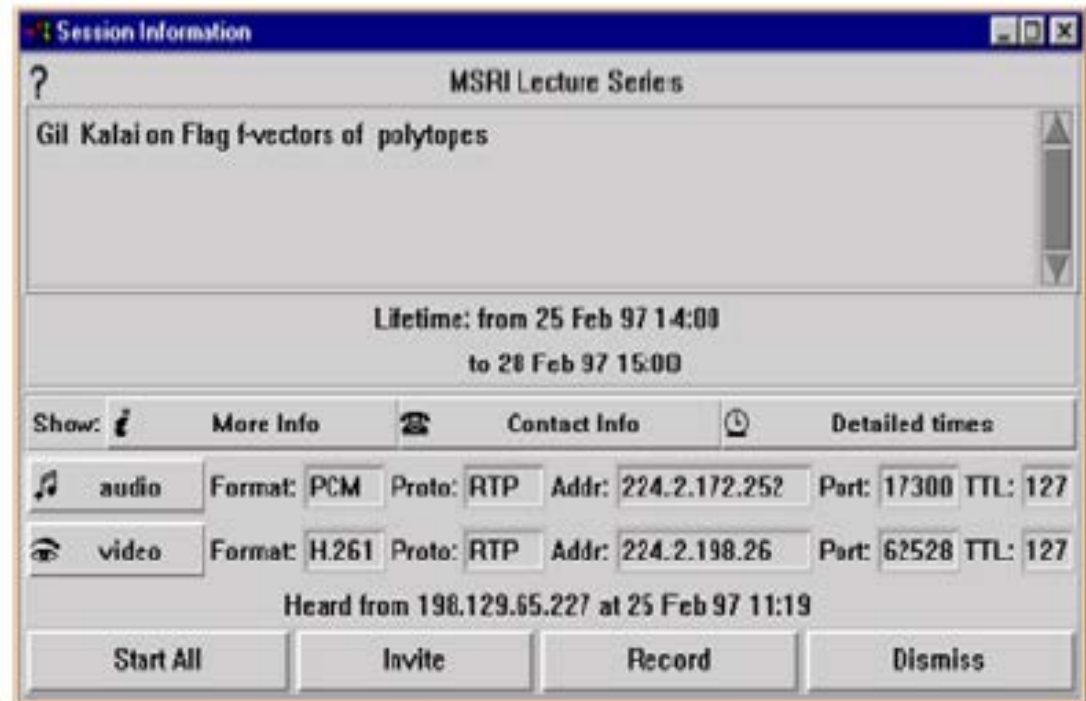 Session Information
?
MSRI Lecture Series
Gil Kalai on Flag f-vectors of polytopes
Lifetime: from 25 Feb 97 14:00
to 28 Feb 97 15:00
Show: i More Info Contact Info Detailed times
audio Format: PCM Proto: RTP Addr: 224.2.172.252 Port: 17300 TTL: 127
video Format: H.261 Proto: RTP Addr: 224.2.198.26 Port: 62528 TTL: 127
Heard from 198.129.65.227 at 25 Feb 97 11:19
Start All Invite Record Dismiss